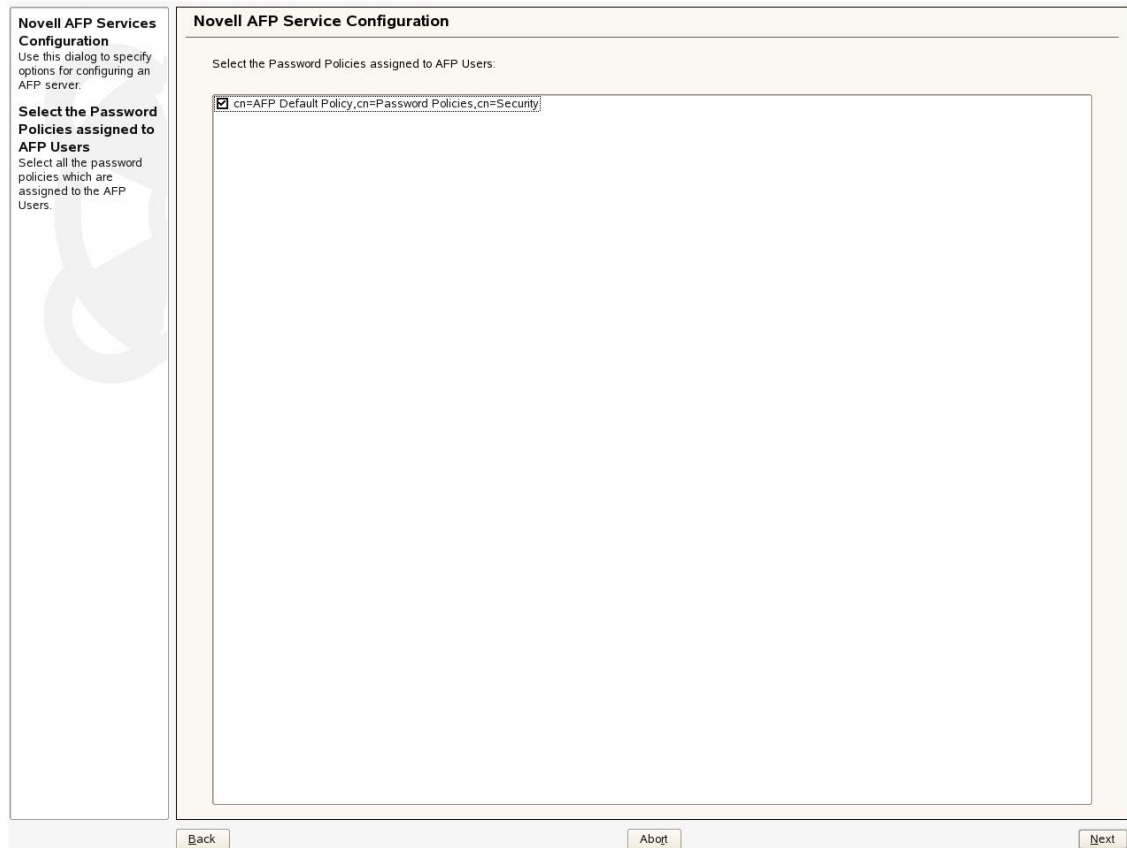 Novell AFP Services
Configuration
Use this dialog to specify
options for configuring an
AFP server.
Select the Password
Policies assigned to
AFP Users
Select all the password
policies which are
assigned to the AFP
Users.
Novell AFP Service Configuration
Select the Password Policies assigned to AFP Users:
cn=AFP Default Policy,cn=Password Policies,cn=Security
Back
Abort
Next